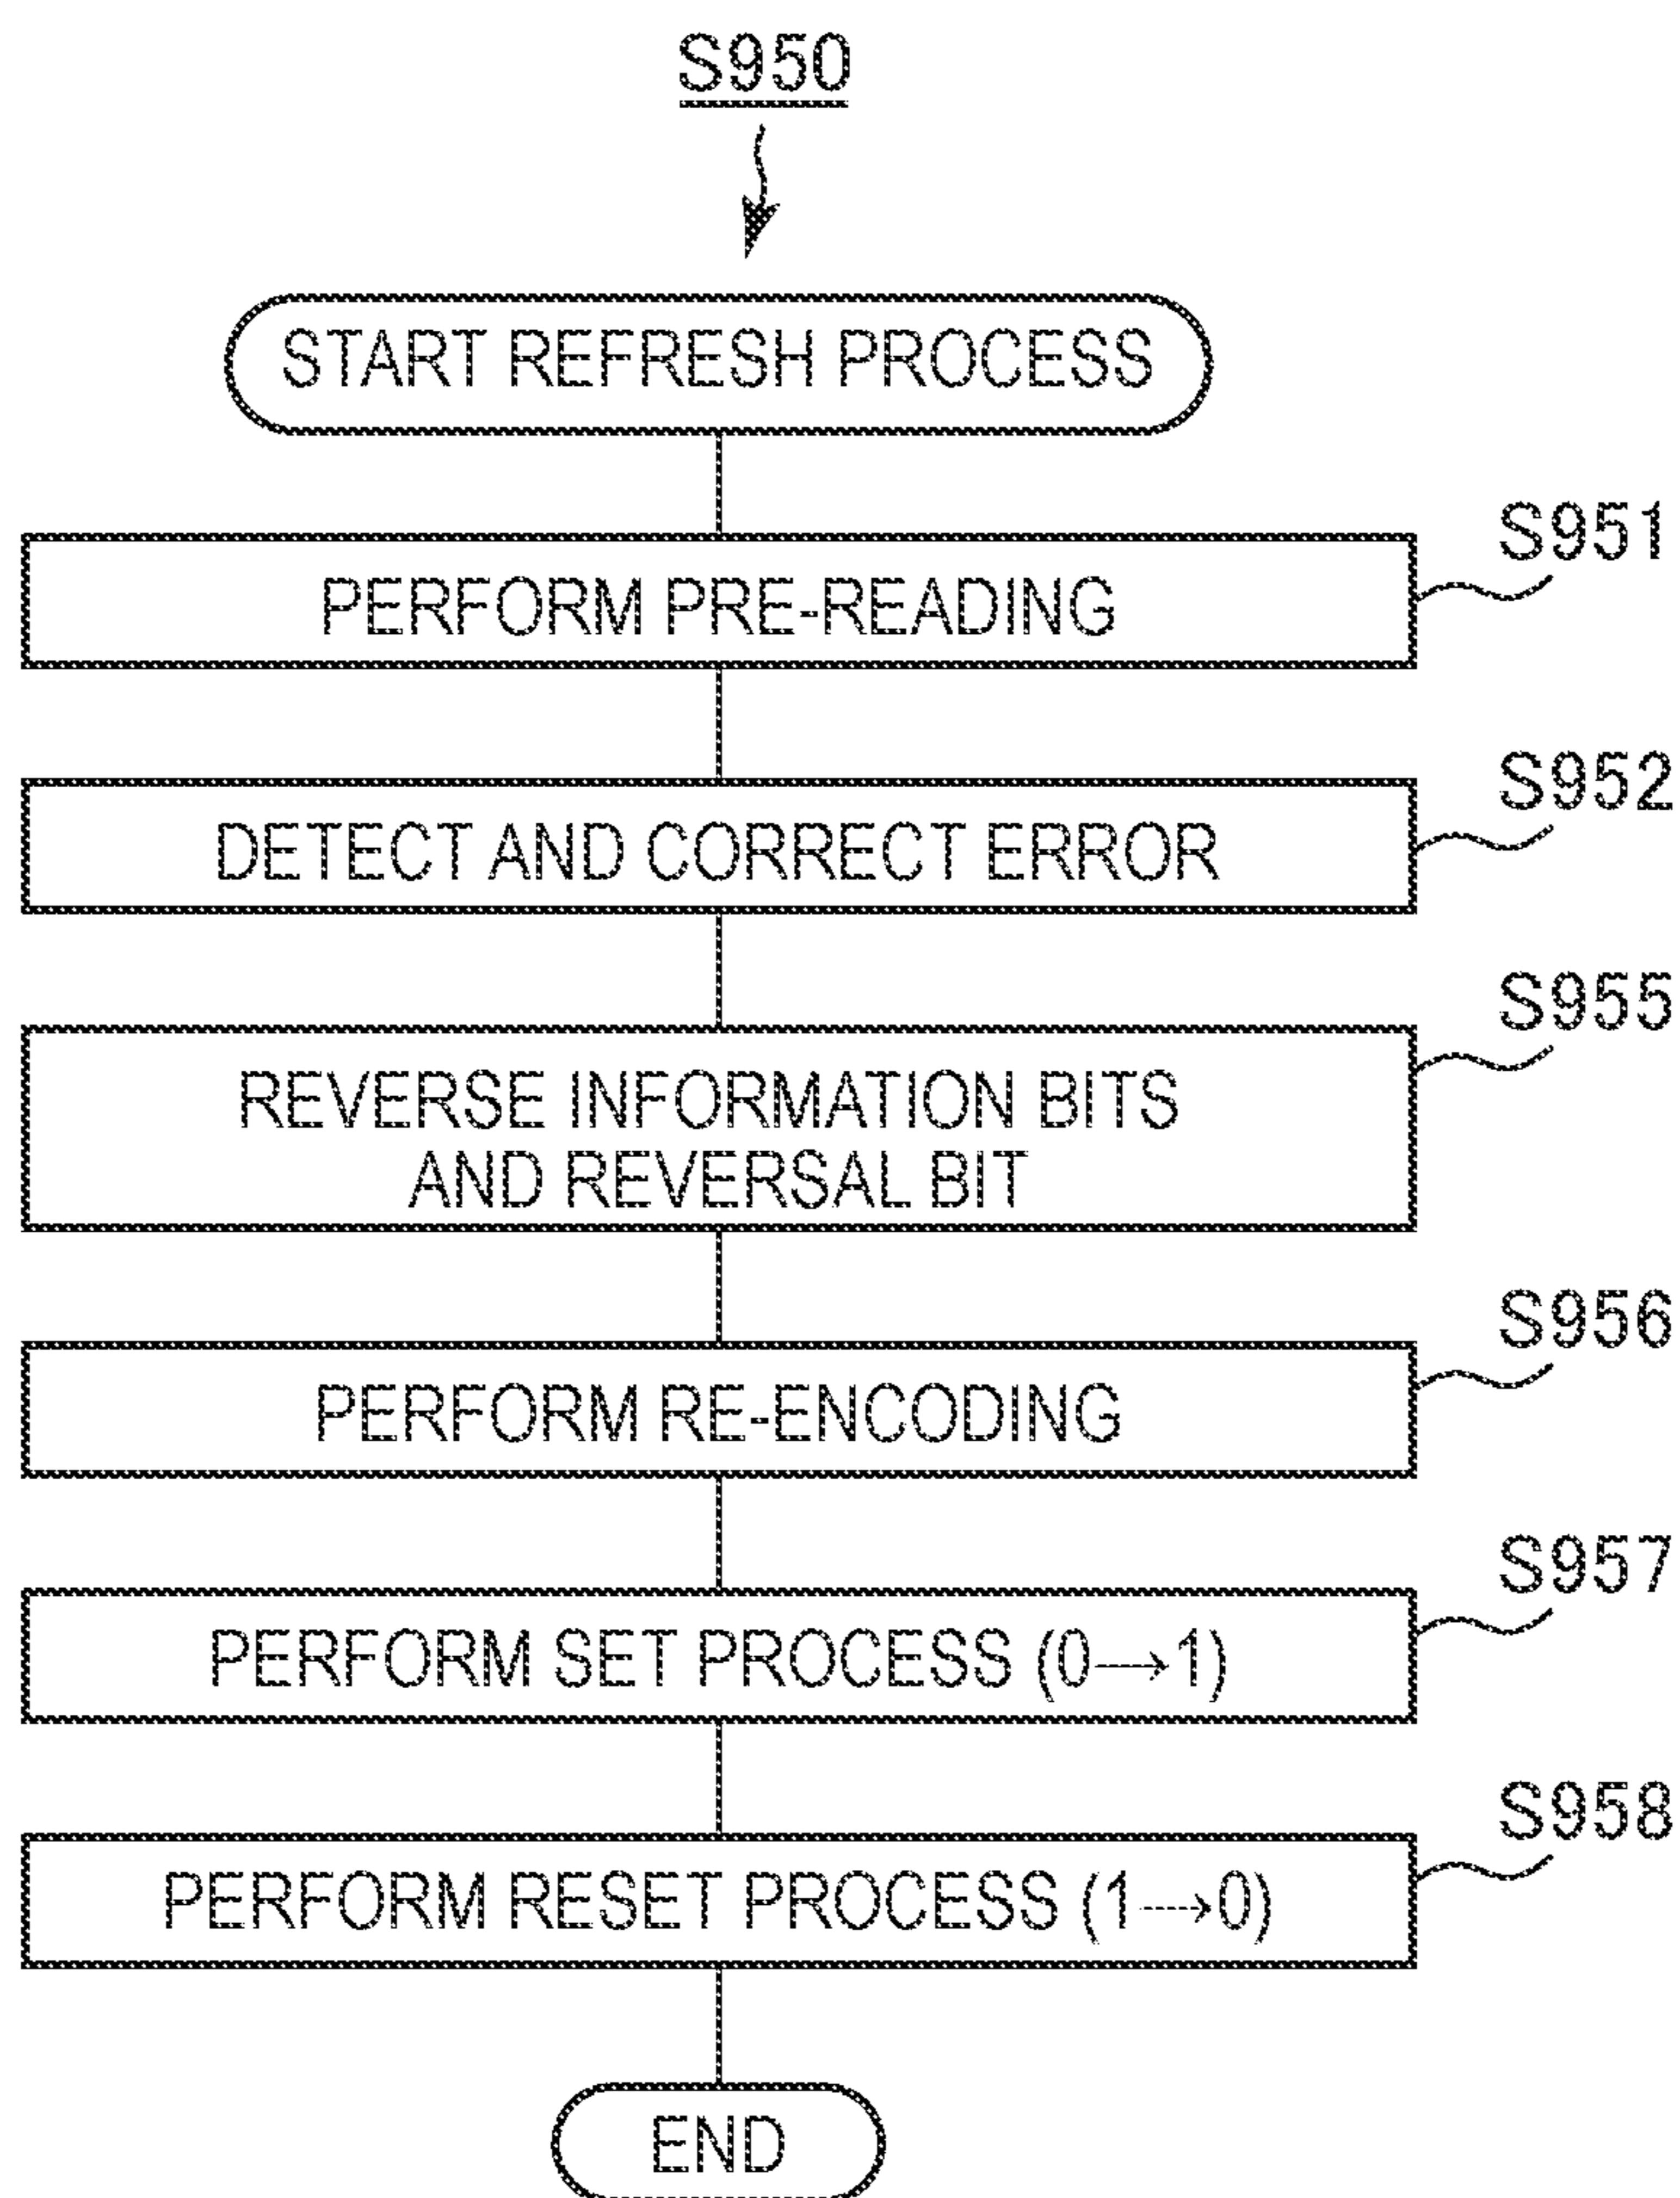 S950
START REFRESH PROCESS
S951
PERFORM PRE-READING
S952
DETECT AND CORRECT ERROR
S955
REVERSE INFORMATION BITS
AND REVERSAL BIT
S956
PERFORM RE-ENCODING
S957
PERFORM SET PROCESS (0→1)
S958
PERFORM RESET PROCESS (1→0)
END